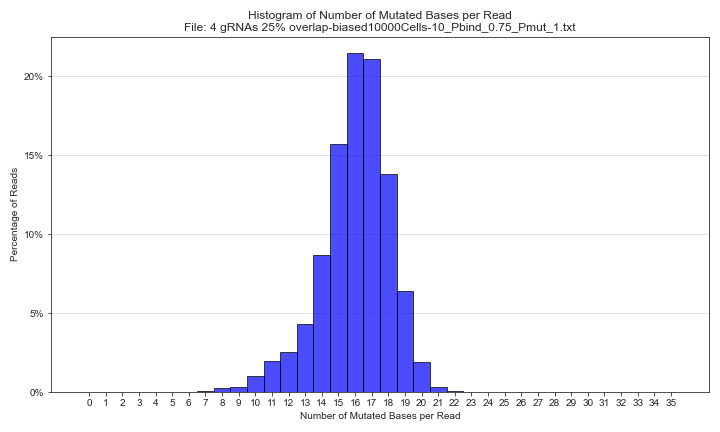 Histogram of Number of Mutated Bases per Read
File: 4 gRNAs 25% overlap-biased10000Cells-10_Pbind_0.75_Pmut_1.txt
20%
15%
10%
5%
0%
Percentage of Reads
0 1 2 3 4 5 6 7 8 9 10 11 12 13 14 15 16 17 18 19 20 21 22 23 24 25 26 27 28 29 30 31 32 33 34 35
Number of Mutated Bases per Read